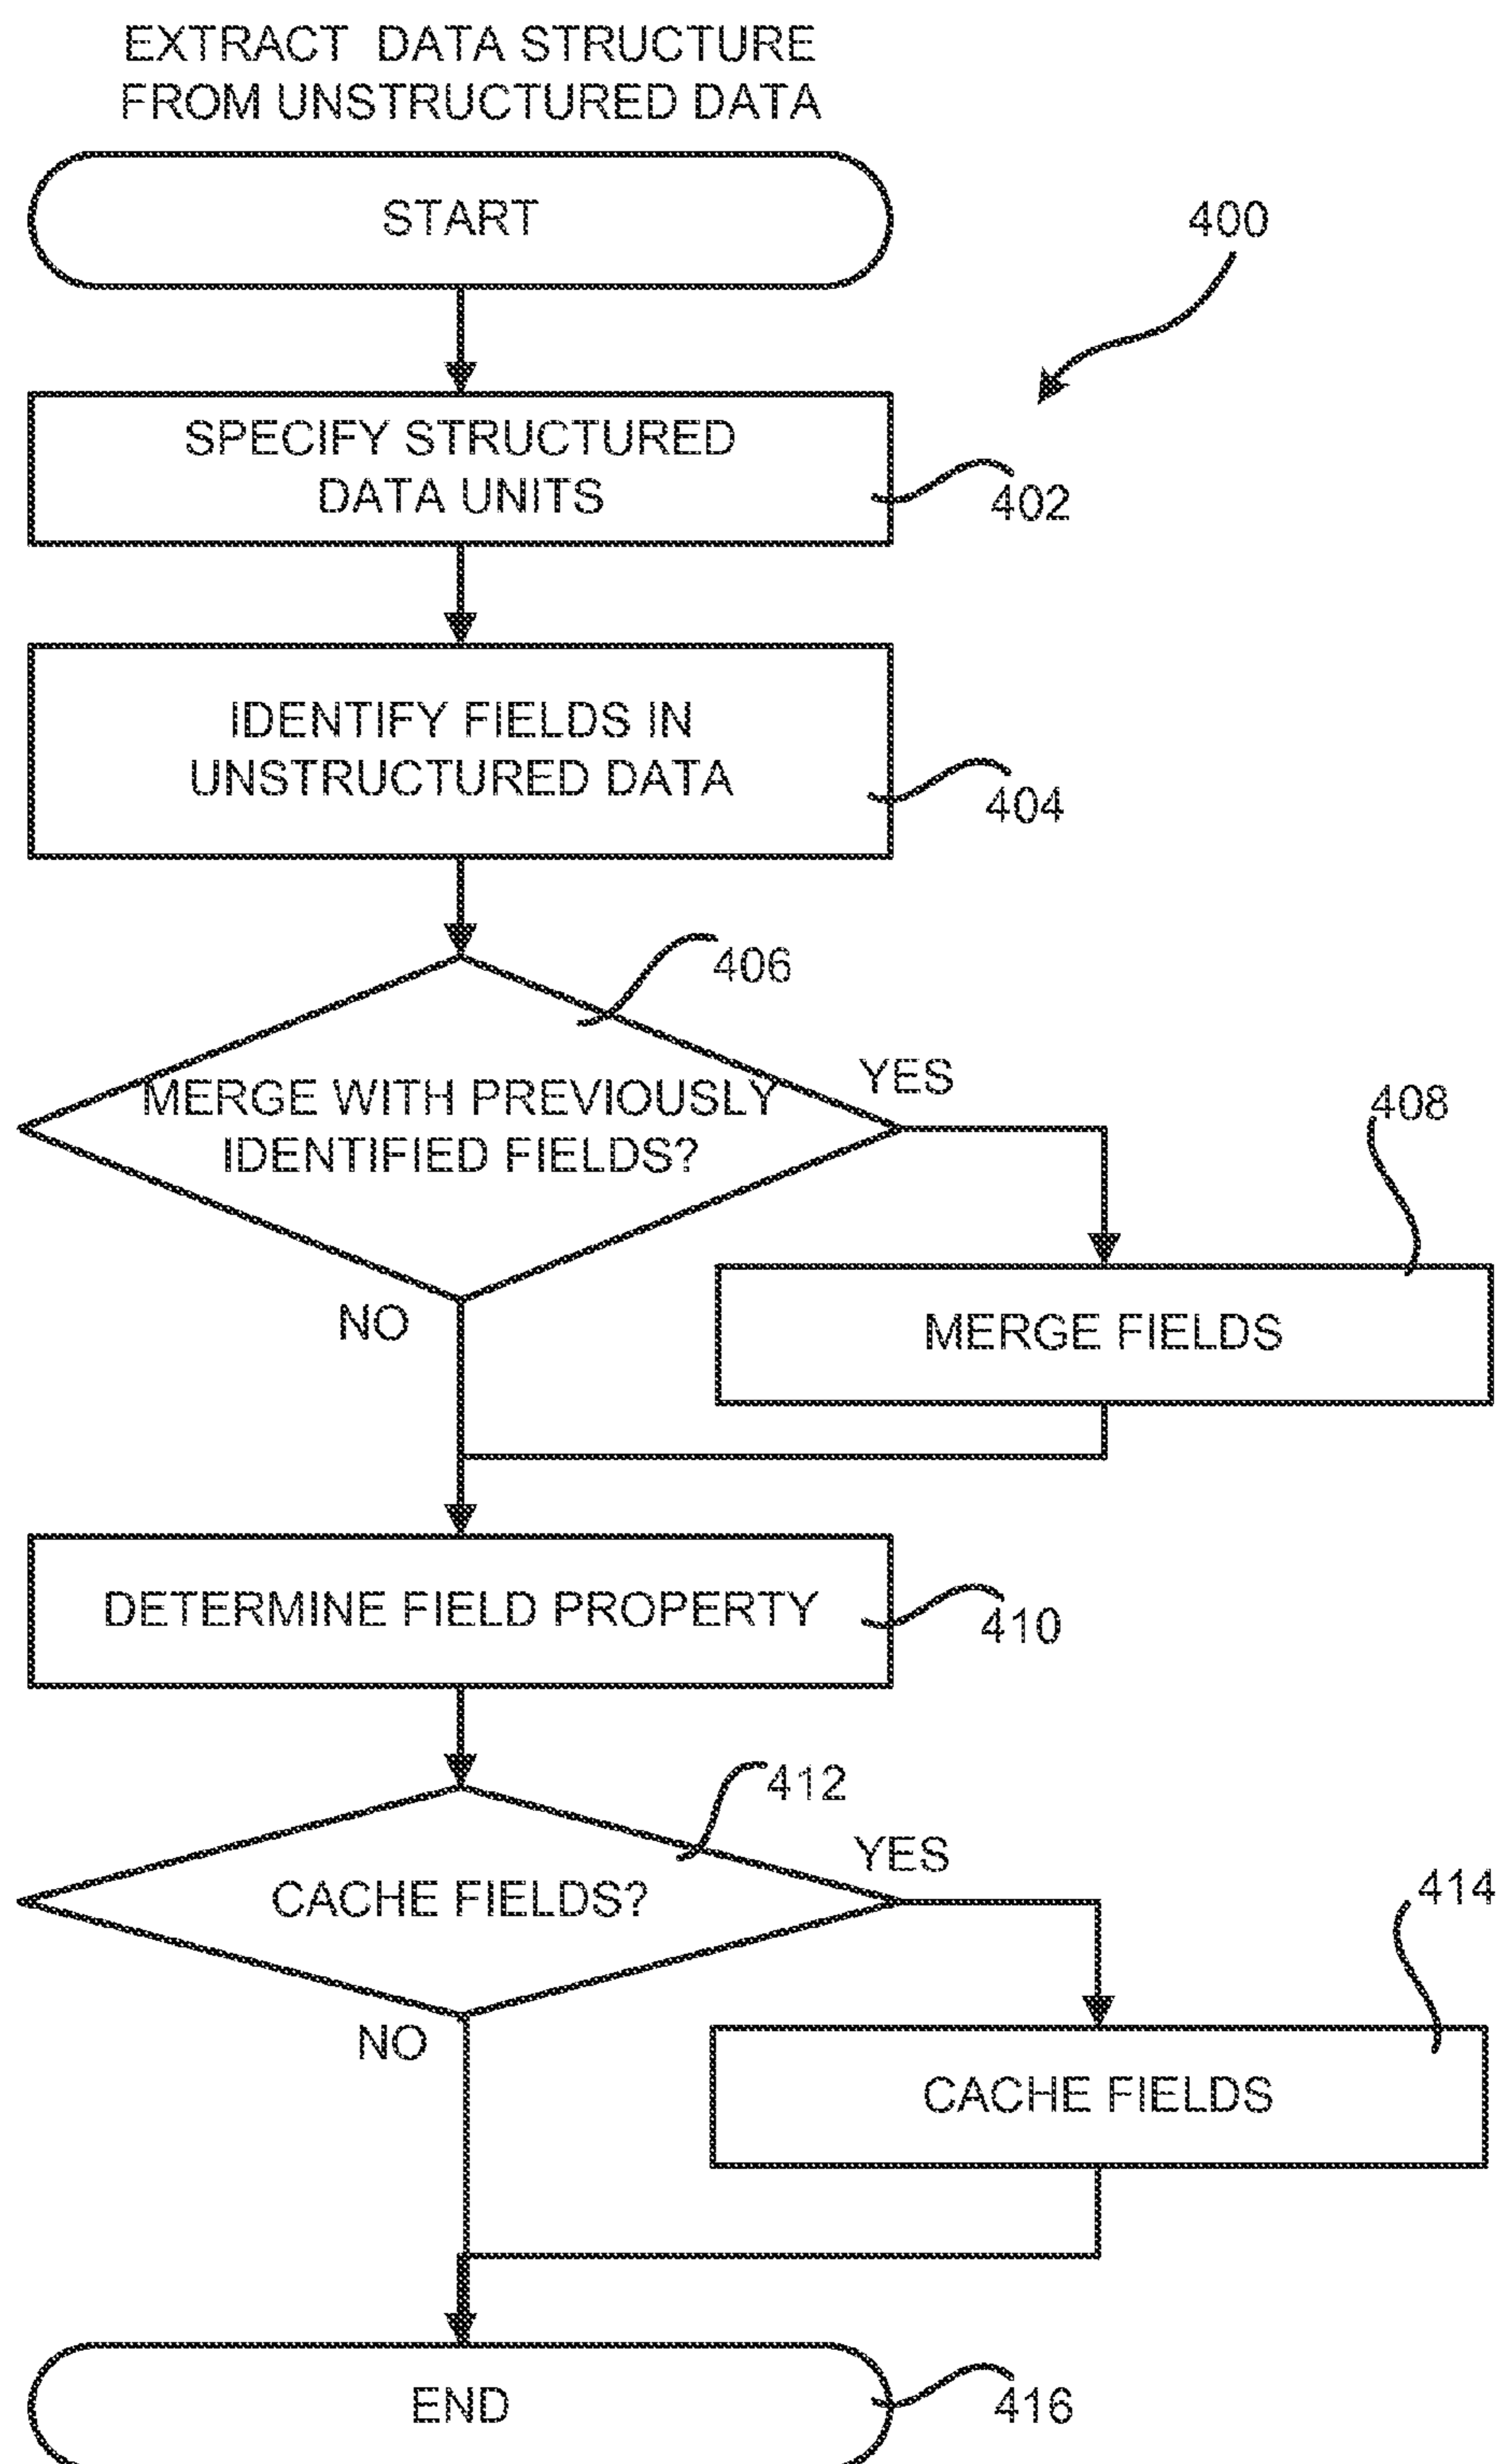 EXTRACT DATA STRUCTURE
FROM UNSTRUCTURED DATA
START
400
SPECIFY STRUCTURED
DATA UNITS
402
IDENTIFY FIELDS IN
UNSTRUCTURED DATA
404
406
MERGE WITH PREVIOUSLY
IDENTIFIED FIELDS?
YES
408
NO
MERGE FIELDS
DETERMINE FIELD PROPERTY
410
412
CACHE FIELDS?
YES
414
NO
CACHE FIELDS
END
416